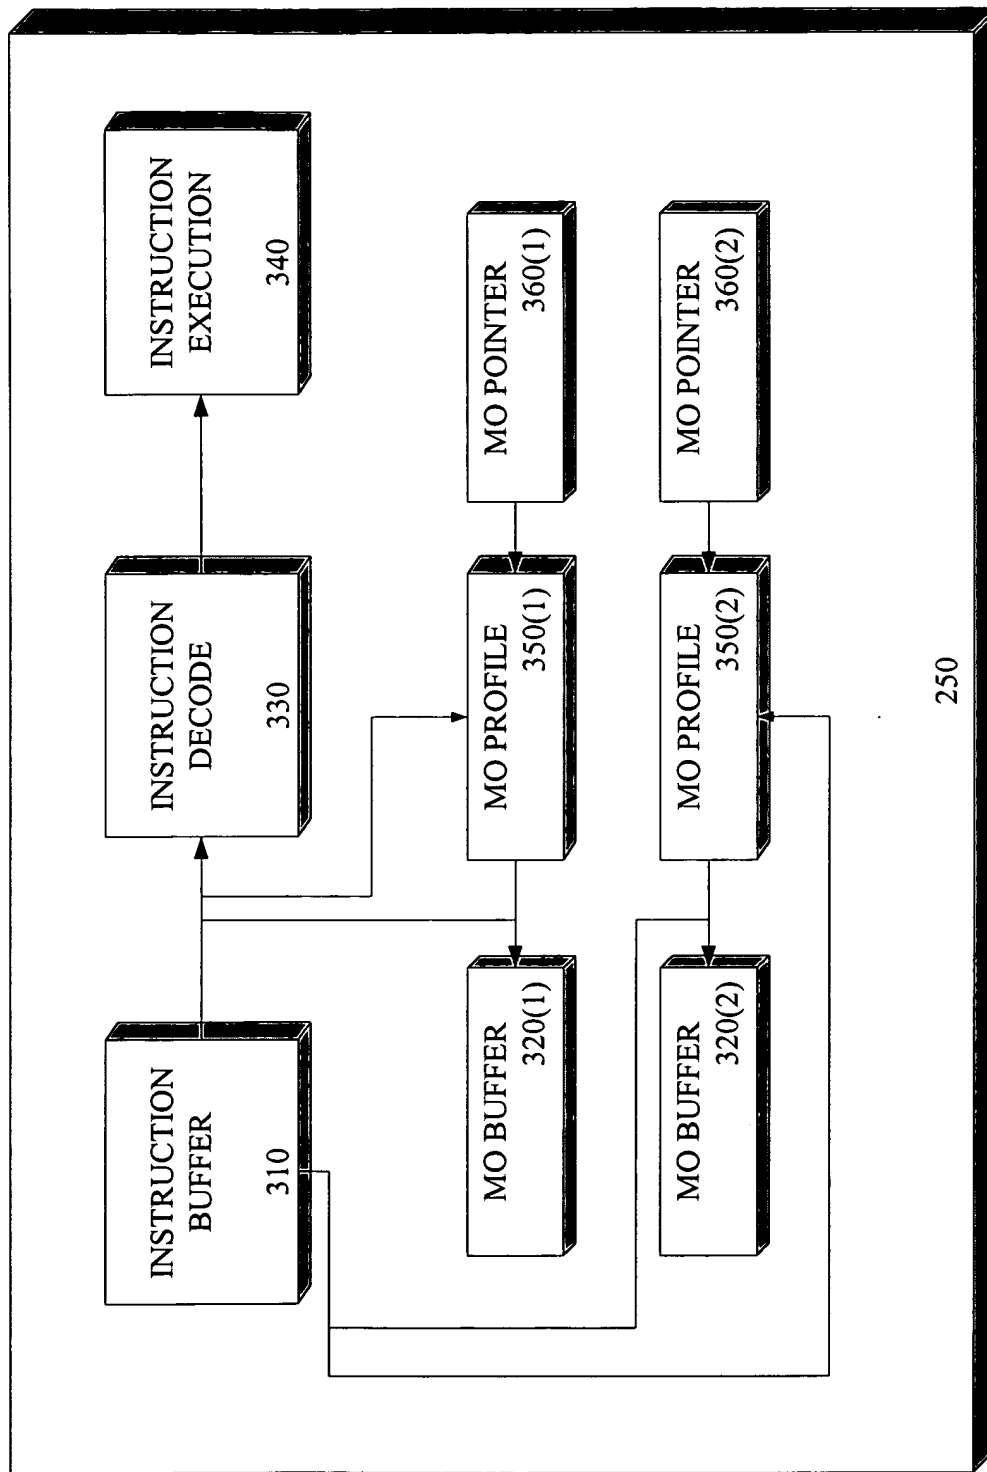 INSTRUCTION
BUFFER
310
INSTRUCTION
DECODE
330
INSTRUCTION
EXECUTION
340
MO BUFFER
320(1)
MO PROFILE
350(1)
MO POINTER
360(1)
MO BUFFER
320(2)
MO PROFILE
350(2)
MO POINTER
360(2)
250